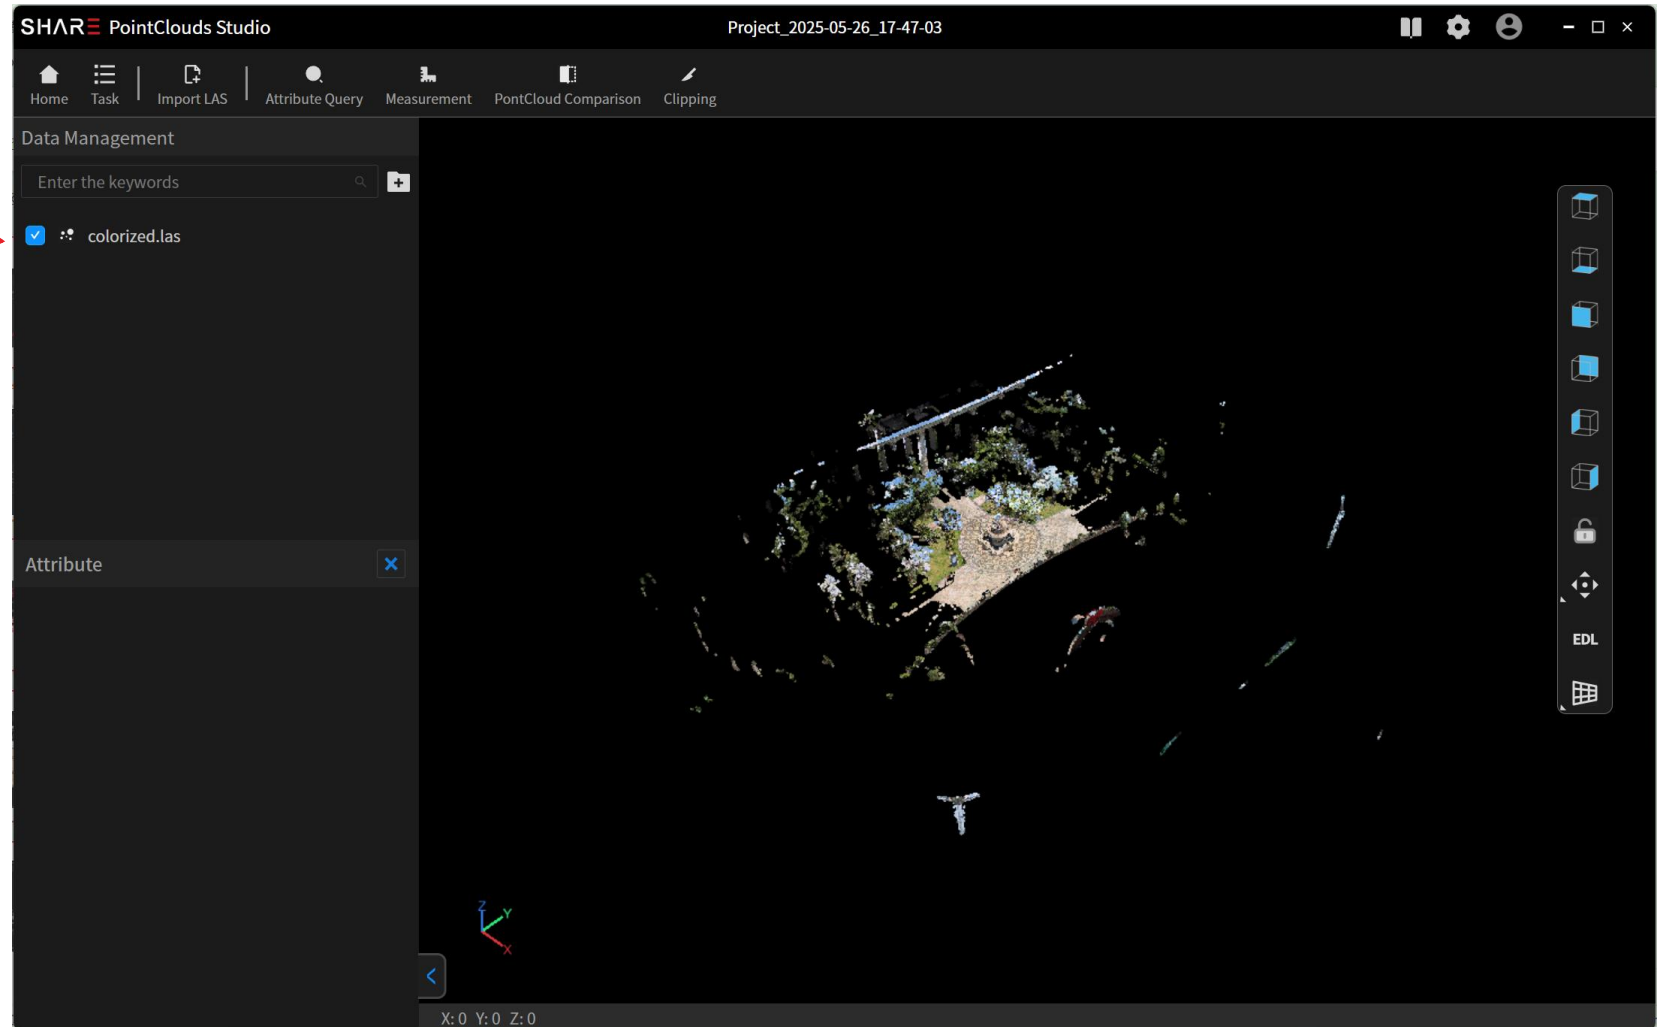 SHARE PointClouds Studio
Project_2025-05-26_17-47-03
Home
Task
Import LAS
Attribute Query
Measurement
PontCloud Comparison
Clipping
Data Management
Enter the keywords
colorized.las
Attribute
EDL
Z
Y
X
X: 0 Y: 0 Z: 0